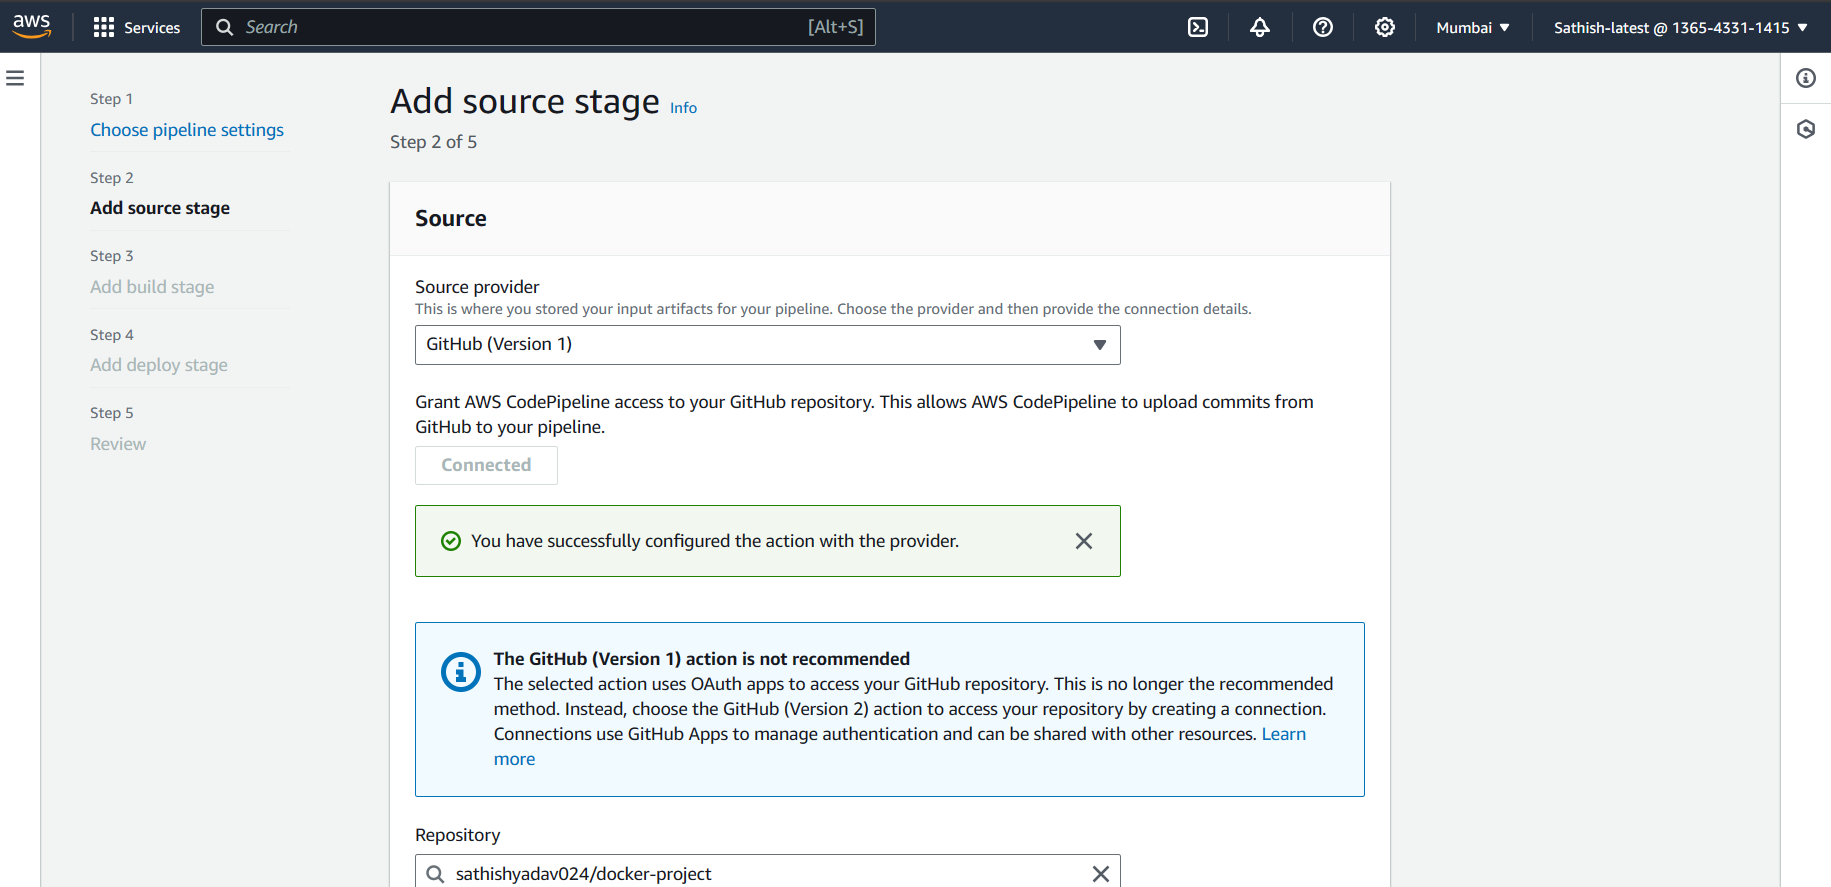 aws
Services
Search
[Alt+S]
Mumbai
Sathish-latest @ 1365-4331-1415
Step 1
Choose pipeline settings
Step 2
Add source stage
Step 3
Add build stage
Step 4
Add deploy stage
Step 5
Review
Add source stage Info
Step 2 of 5
Source
Source provider
This is where you stored your input artifacts for your pipeline. Choose the provider and then provide the connection details.
GitHub (Version 1)
Grant AWS CodePipeline access to your GitHub repository. This allows AWS CodePipeline to upload commits from
GitHub to your pipeline.
Connected
You have successfully configured the action with the provider.
The GitHub (Version 1) action is not recommended
The selected action uses OAuth apps to access your GitHub repository. This is no longer the recommended
method. Instead, choose the GitHub (Version 2) action to access your repository by creating a connection.
Connections use GitHub Apps to manage authentication and can be shared with other resources. Learn
more
Repository
sathishyadav024/docker-project